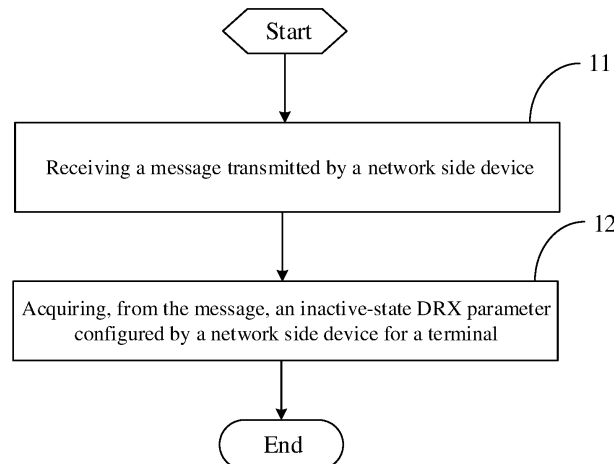 Start
11
Receiving a message transmitted by a network side device
12
Acquiring, from the message, an inactive-state DRX parameter
configured by a network side device for a terminal
End